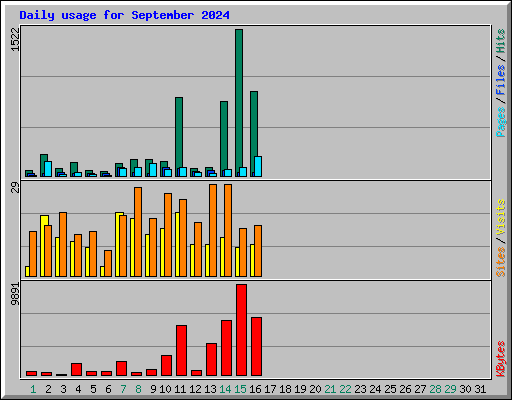 Daily usage for September 2024
1522
Pages/Files/Hits
29
Sites/Visits
9891
KBytes
1 2 3 4 5 6 7 8 9 10 11 12 13 14 15 16 17 18 19 20 21 22 23 24 25 26 27 28 29 30 31